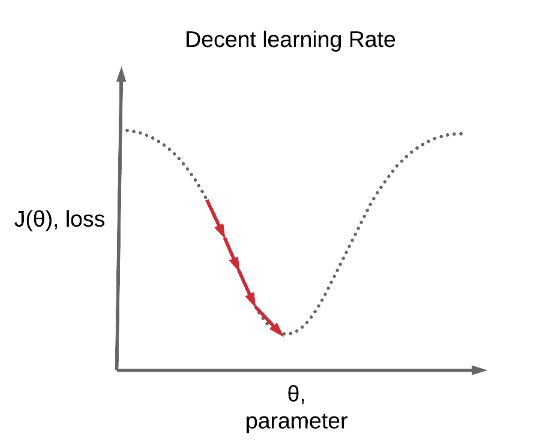 Decent learning Rate
J(θ), loss
θ,
parameter